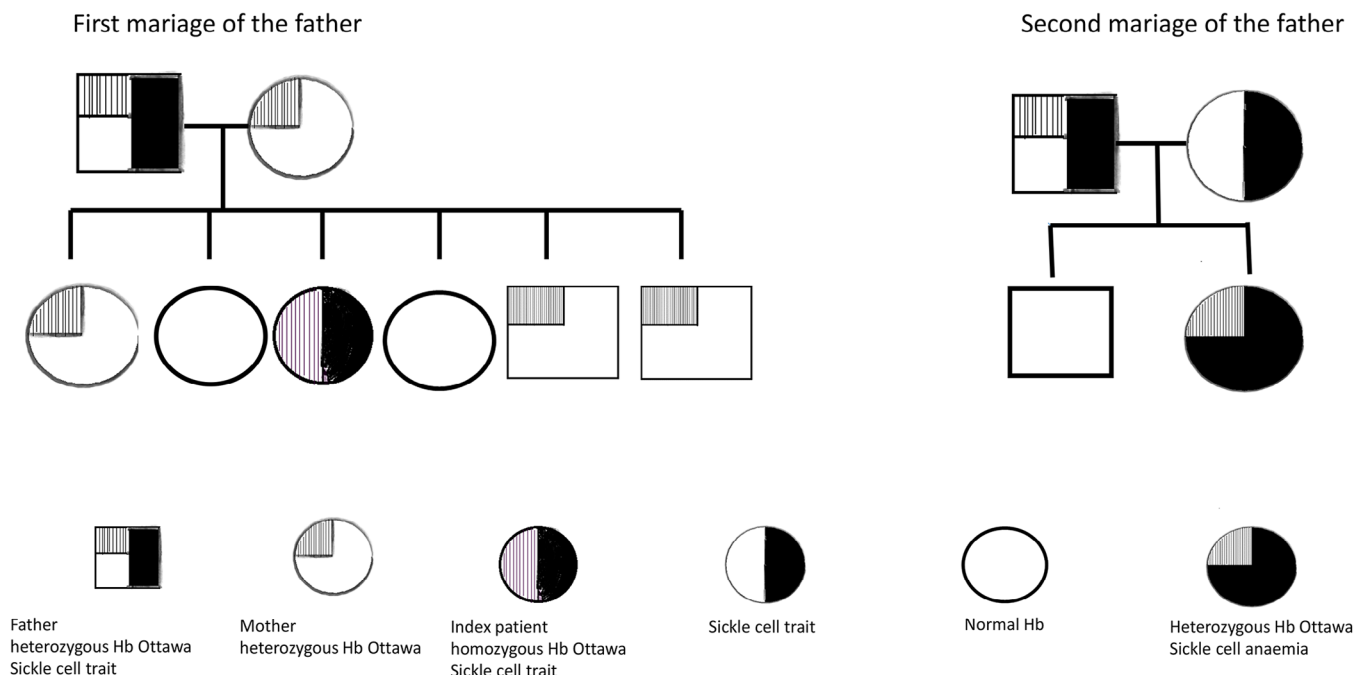 First mariage of the father
Second mariage of the father
Father
heterozygous Hb Ottawa
Sickle cell trait
Mother
heterozygous Hb Ottawa
Index patient
homozygous Hb Ottawa
Sickle cell trait
Sickle cell trait
Normal Hb
Heterozygous Hb Ottawa
Sickle cell anaemia